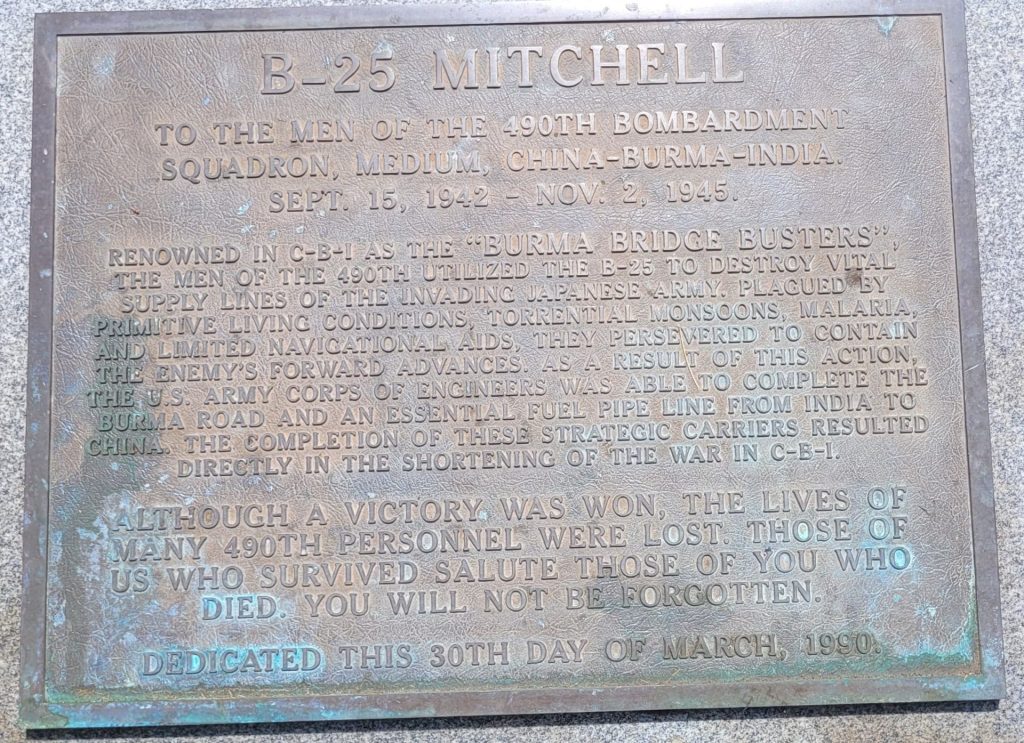 B-25 MITCHELL
TO THE MEN OF THE 490TH BOMBARDMENT
SQUADRON, MEDIUM, CHINA-BURMA-INDIA.
SEPT. 15, 1942 - NOV. 2, 1945.
RENOWNED IN C-B-I AS THE "BURMA BRIDGE BUSTERS",
THE MEN OF THE 490TH UTILIZED THE B-25 TO DESTROY VITAL
SUPPLY LINES OF THE INVADING JAPANESE ARMY. PLAGUED BY
PRIMITIVE LIVING CONDITIONS, TORRENTIAL MONSOONS, MALARIA,
AND LIMITED NAVIGATIONAL AIDS, THEY PERSEVERED TO CONTAIN
THE ENEMY'S FORWARD ADVANCES. AS A RESULT OF THIS ACTION,
THE U.S. ARMY CORPS OF ENGINEERS WAS ABLE TO COMPLETE THE
BURMA ROAD AND AN ESSENTIAL FUEL PIPE LINE FROM INDIA TO
CHINA. THE COMPLETION OF THESE STRATEGIC CARRIERS RESULTED
DIRECTLY IN THE SHORTENING OF THE WAR IN C-B-I.
ALTHOUGH A VICTORY WAS WON, THE LIVES OF
MANY 490TH PERSONNEL WERE LOST. THOSE OF
US WHO SURVIVED SALUTE THOSE OF YOU WHO
DIED. YOU WILL NOT BE FORGOTTEN.
DEDICATED THIS 30TH DAY OF MARCH, 1990.